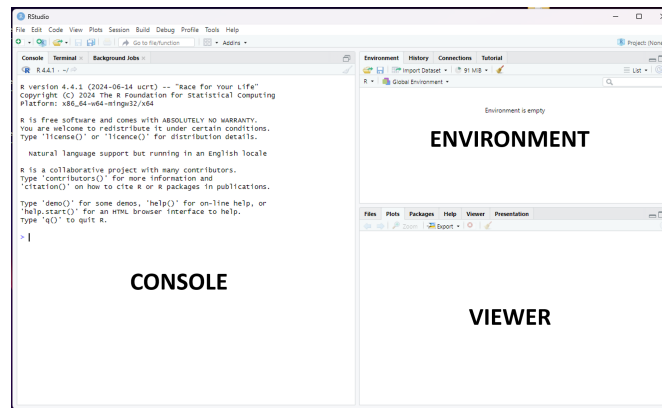 RStudio
File Edit Code View Plots Session Build Debug Profile Tools Help
Go to file/function Addins
Project: (None
Console Terminal Background Jobs
R 4.4.1 · ~/
R version 4.4.1 (2024-06-14 ucrt) -- "Race for Your Life"
Copyright (C) 2024 The R Foundation for Statistical Computing
Platform: x86_64-w64-mingw32/x64
R is free software and comes with ABSOLUTELY NO WARRANTY.
You are welcome to redistribute it under certain conditions.
Type 'license()' or 'licence()' for distribution details.
Natural language support but running in an English locale
R is a collaborative project with many contributors.
Type 'contributors()' for more information and
'citation()' on how to cite R or R packages in publications.
Type 'demo()' for some demos, 'help()' for on-line help, or
'help.start()' for an HTML browser interface to help.
Type 'q()' to quit R.
>
CONSOLE
Environment History Connections Tutorial
Import Dataset 91 MiB List
R Global Environment
Environment is empty
ENVIRONMENT
Files Plots Packages Help Viewer Presentation
Zoom Export
VIEWER